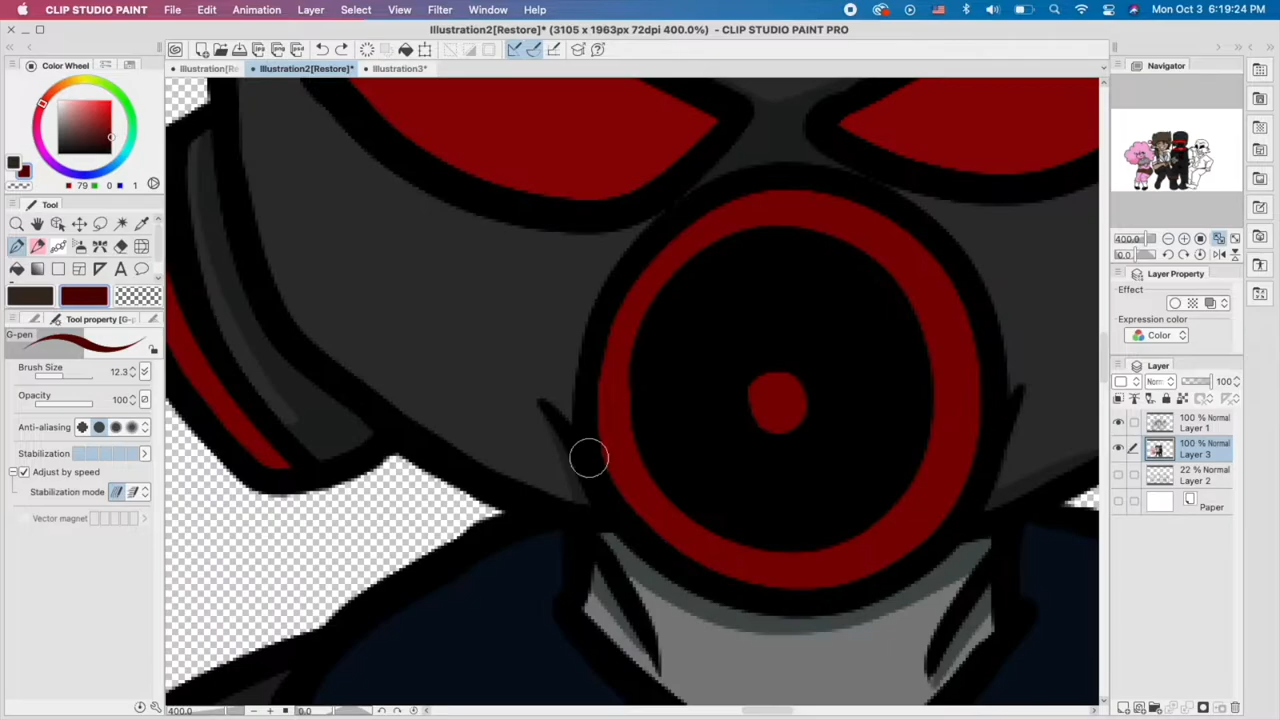 CLIP STUDIO PAINT File Edit Animation Layer Select View Filter Window Help Mon Oct 3 6:19:24 PM
Illustration2[Restore]* (3105 x 1963px 72dpi 400.0%) - CLIP STUDIO PAINT PRO
Illustration[Re Illustration2[Restore]* Illustration3*
Color Wheel
79 0 1
Tool
Tool property [G-p
G-pen
Brush Size 12.3
Opacity 100
Anti-aliasing
Stabilization
Adjust by speed
Stabilization mode
Vector magnet
400.0 0.0
Navigator
400.0
0.0
Layer Property
Effect
Expression color
Color
Layer
Norm 100
100 % Normal
Layer 1
100 % Normal
Layer 3
22 % Normal
Layer 2
Paper